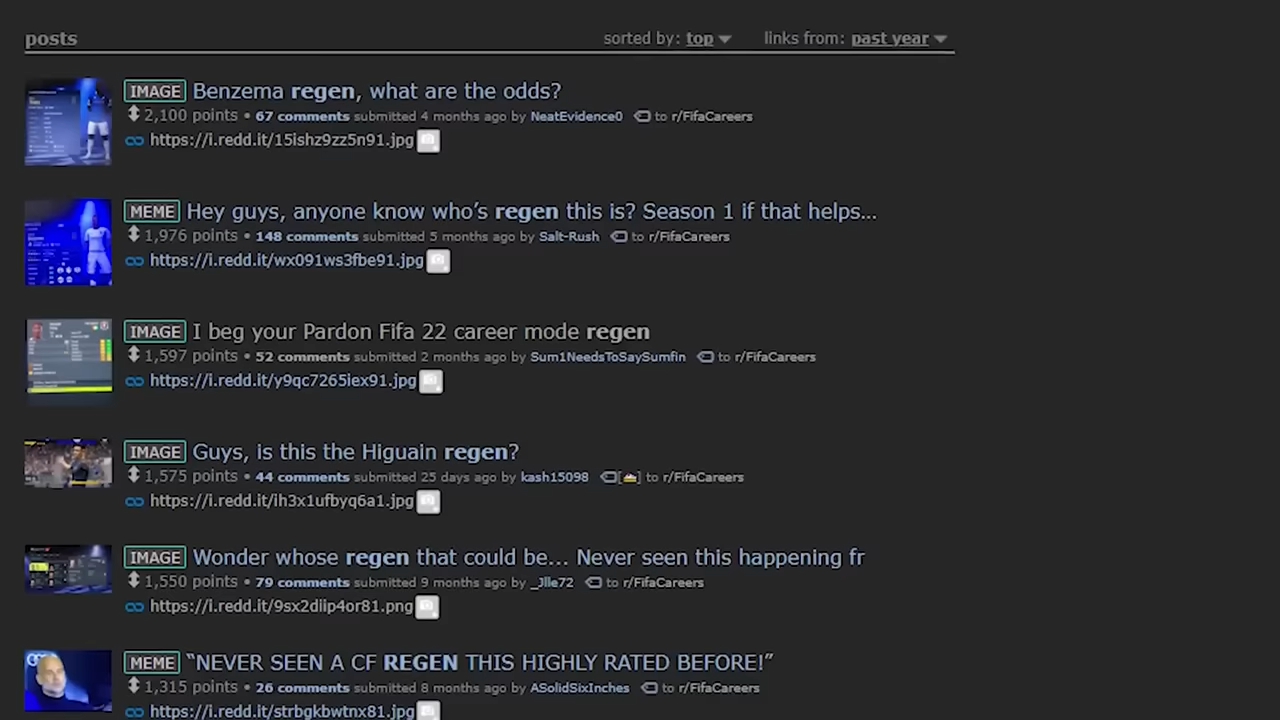 posts sorted by: top links from: past year
IMAGE Benzema regen, what are the odds?
2,100 points • 67 comments submitted 4 months ago by NeatEvidence0 to r/FifaCareers
https://i.redd.it/15ishz9zz5n91.jpg
MEME Hey guys, anyone know who’s regen this is? Season 1 if that helps...
1,976 points • 148 comments submitted 5 months ago by Salt-Rush to r/FifaCareers
https://i.redd.it/wx091ws3fbe91.jpg
IMAGE I beg your Pardon Fifa 22 career mode regen
1,597 points • 52 comments submitted 2 months ago by Sum1NeedsToSaySumfin to r/FifaCareers
https://i.redd.it/y9qc7265iex91.jpg
IMAGE Guys, is this the Higuain regen?
1,575 points • 44 comments submitted 25 days ago by kash15098 [] to r/FifaCareers
https://i.redd.it/ih3x1ufbyq6a1.jpg
IMAGE Wonder whose regen that could be... Never seen this happening fr
1,550 points • 79 comments submitted 9 months ago by _Jlle72 to r/FifaCareers
https://i.redd.it/9sx2diip4or81.png
MEME “NEVER SEEN A CF REGEN THIS HIGHLY RATED BEFORE!”
1,315 points • 26 comments submitted 8 months ago by ASolidSixInches to r/FifaCareers
https://i.redd.it/strbgkbwtnx81.jpg